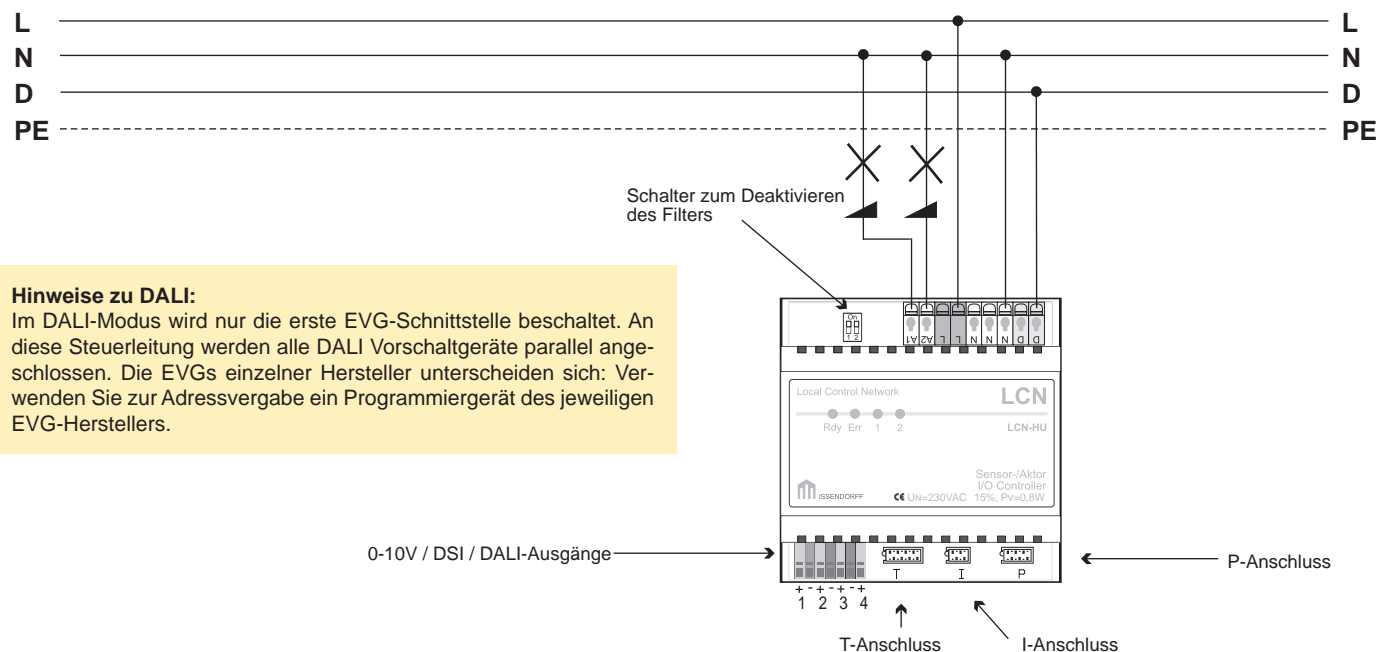 L L
N N
D D
PE PE
Schalter zum Deaktivieren
des Filters
Hinweise zu DALI:
Im DALI-Modus wird nur die erste EVG-Schnittstelle beschaltet. An
diese Steuerleitung werden alle DALI Vorschaltgeräte parallel ange-
schlossen. Die EVGs einzelner Hersteller unterscheiden sich: Ver-
wenden Sie zur Adressvergabe ein Programmiergerät des jeweiligen
EVG-Herstellers.
On
1 2
A1 A2 L L N N N D D
Local Control Network LCN
Rdy Err 1 2 LCN-HU
Sensor-/Aktor
I/O Controller
ISSENDORFF CE UN=230VAC 15%, PV=0,8W
0-10V / DSI / DALI-Ausgänge
P-Anschluss
T I P
+ - + - + - +
1 2 3 4
T-Anschluss I-Anschluss